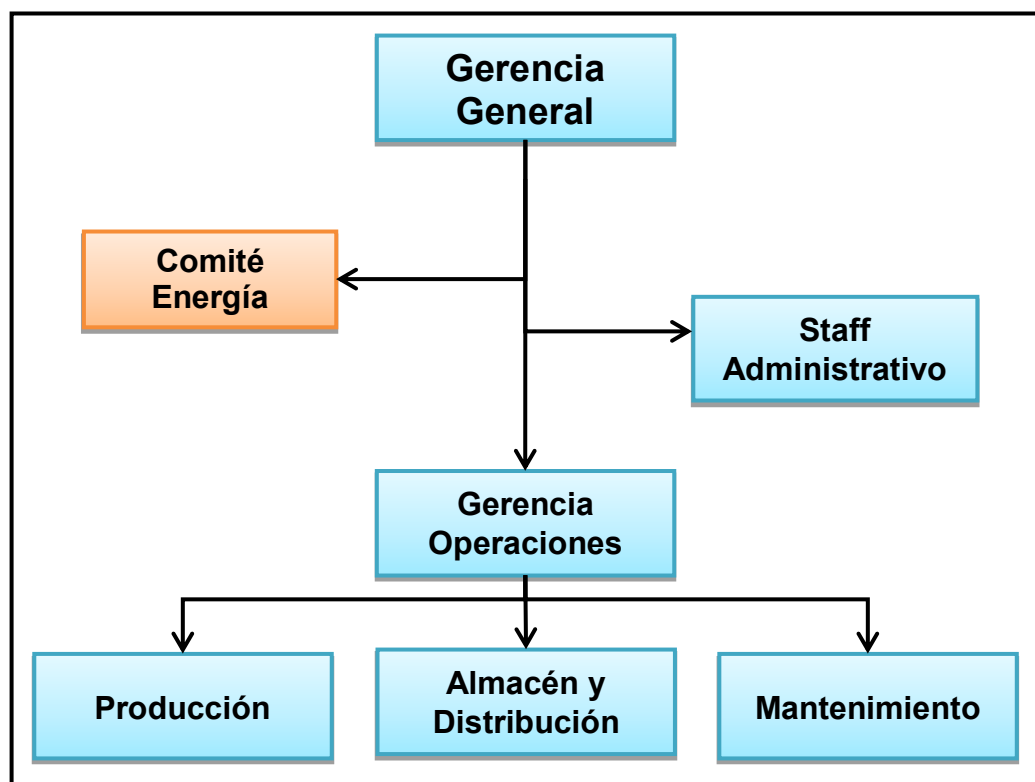 Gerencia
General
Comité
Energía
Staff
Administrativo
Gerencia
Operaciones
Producción
Almacén y
Distribución
Mantenimiento